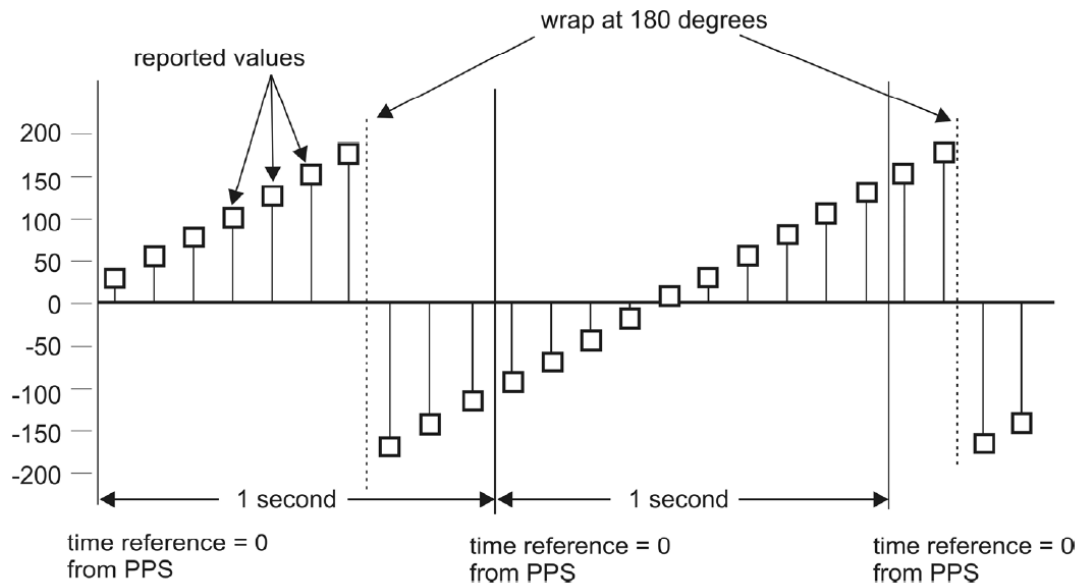 wrap at 180 degrees
reported values
200
150
100
50
0
-50
-100
-150
-200
1 second
1 second
time reference = 0
from PPS
time reference = 0
from PPS
time reference = 0
from PPS